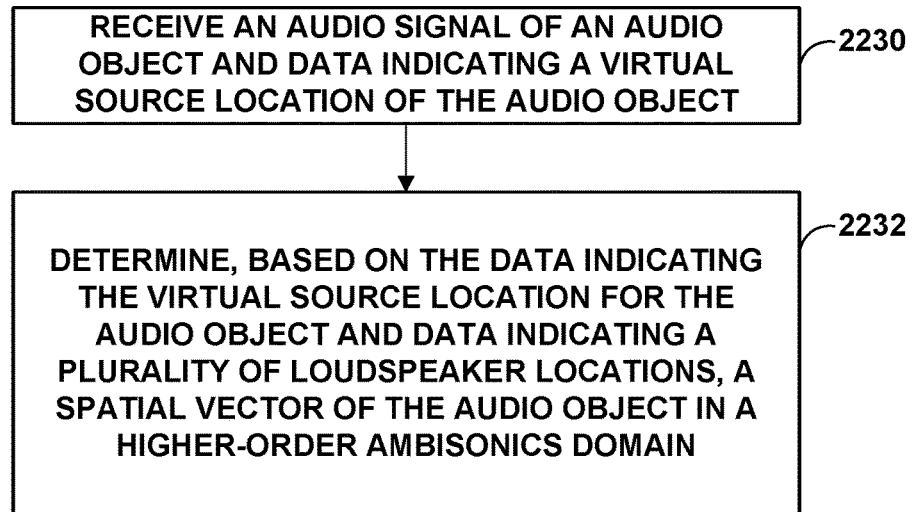 RECEIVE AN AUDIO SIGNAL OF AN AUDIO
OBJECT AND DATA INDICATING A VIRTUAL
SOURCE LOCATION OF THE AUDIO OBJECT
2230
DETERMINE, BASED ON THE DATA INDICATING
THE VIRTUAL SOURCE LOCATION FOR THE
AUDIO OBJECT AND DATA INDICATING A
PLURALITY OF LOUDSPEAKER LOCATIONS, A
SPATIAL VECTOR OF THE AUDIO OBJECT IN A
HIGHER-ORDER AMBISONICS DOMAIN
2232